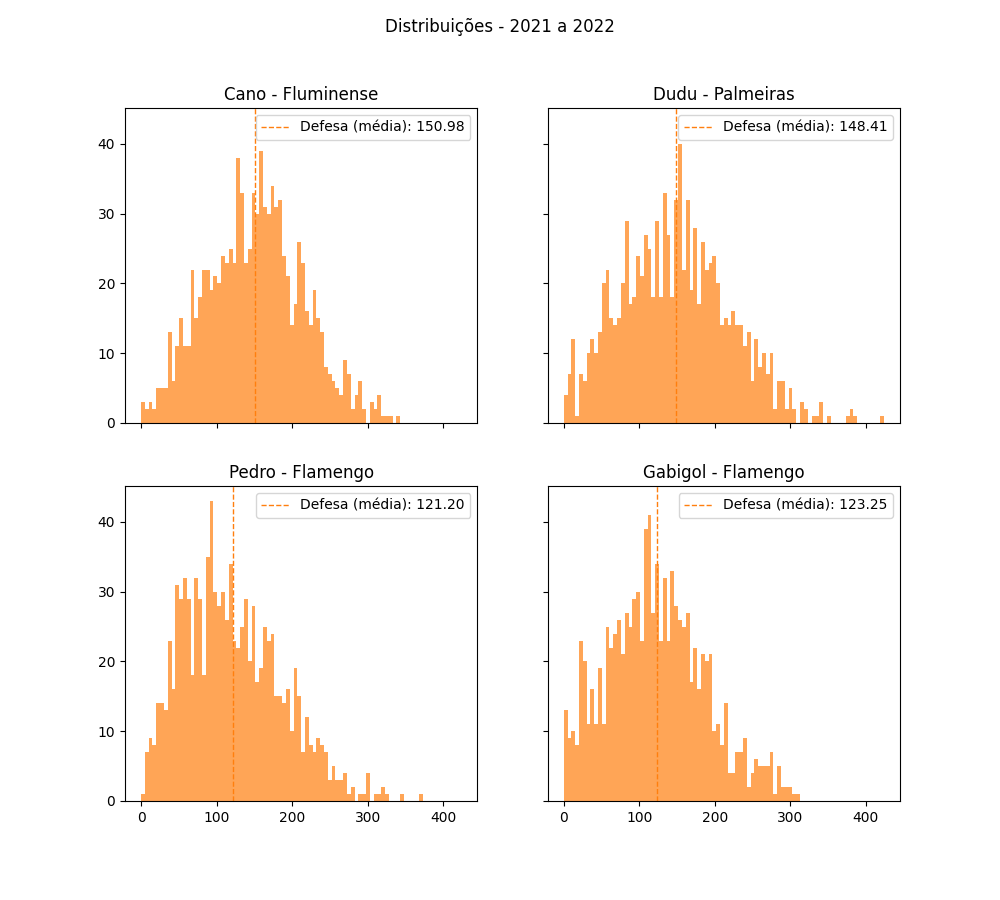 Distribuições - 2021 a 2022
Cano - Fluminense
Defesa (média): 150.98
40
30
20
10
0
Dudu - Palmeiras
Defesa (média): 148.41
Pedro - Flamengo
Defesa (média): 121.20
40
30
20
10
0
0 100 200 300 400
Gabigol - Flamengo
Defesa (média): 123.25
0 100 200 300 400